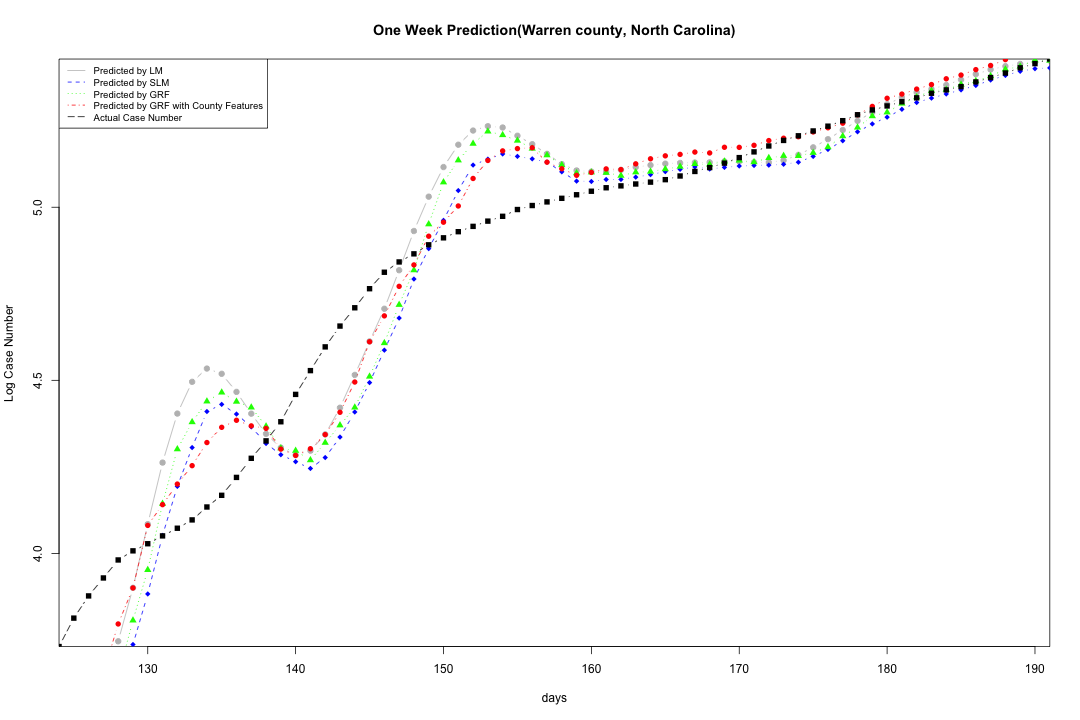 One Week Prediction(Warren county, North Carolina)
Predicted by LM
Predicted by SLM
Predicted by GRF
Predicted by GRF with County Features
Actual Case Number
Log Case Number
5.0
4.5
4.0
130 140 150 160 170 180 190
days